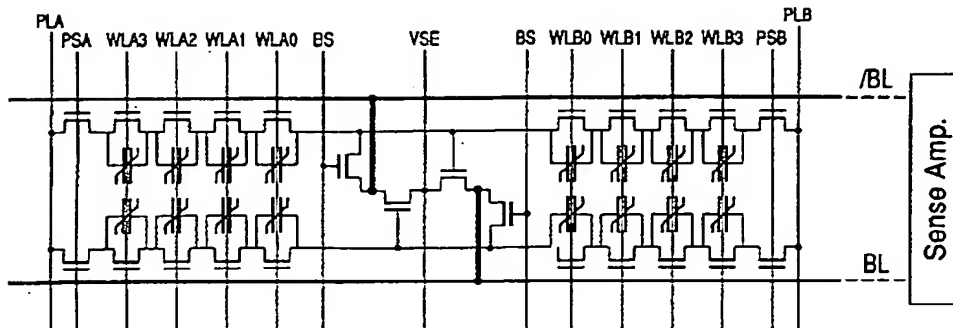 PLA PLB
PSA WLA3 WLA2 WLA1 WLA0 BS VSE BS WLB0 WLB1 WLB2 WLB3 PSB
/BL
BL
Sense Amp.